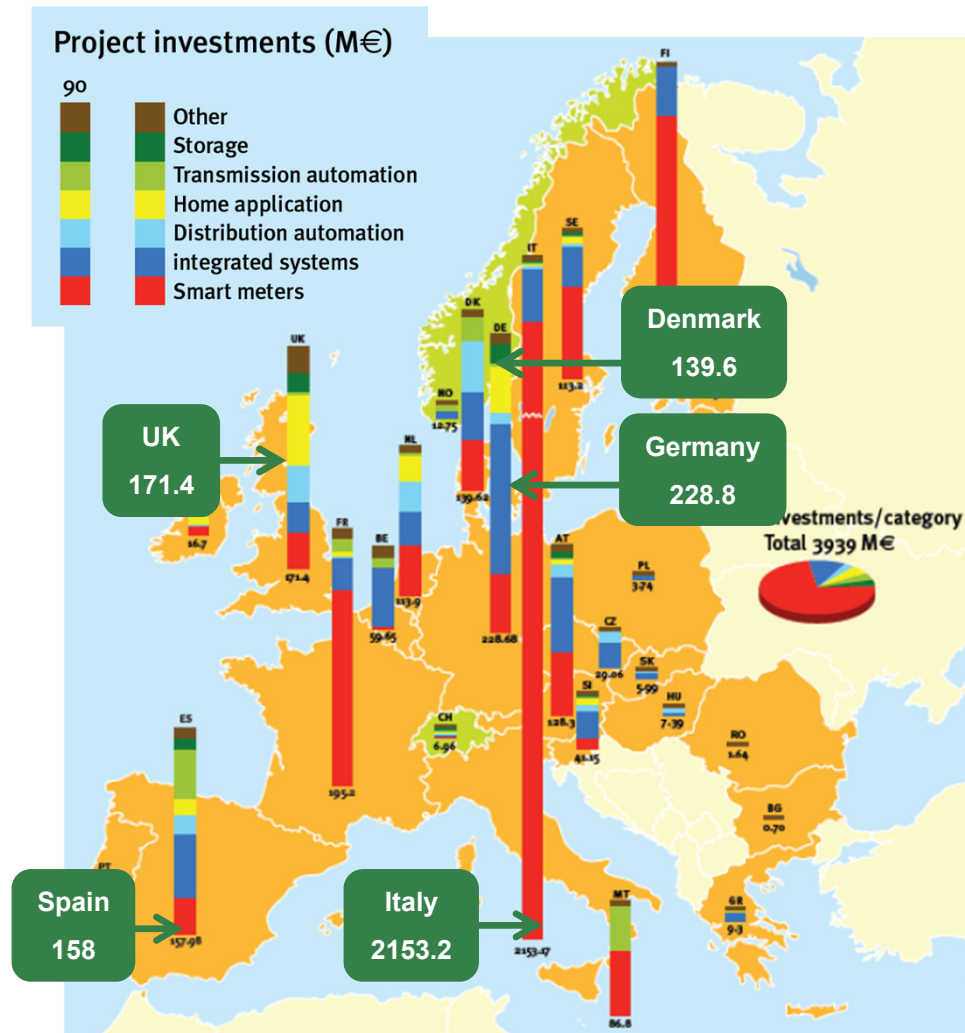 Project investments (M€)
90
Other
Storage
Transmission automation
Home application
Distribution automation
integrated systems
Smart meters
FI
SE
113.2
IT
2153.17
DK
139.62
DE
228.68
NO
12.75
UK
171.4
NL
113.9
16.7
FR
195.2
BE
59.65
AT
128.3
PL
3.74
CZ
29.06
SK
5.99
SI
41.15
HU
7.39
CH
6.96
RO
1.64
BG
0.70
ES
157.98
PT
MT
86.8
GR
9.3
Denmark
139.6
UK
171.4
Germany
228.8
Spain
158
Italy
2153.2
nvestments/category
Total 3939 M€